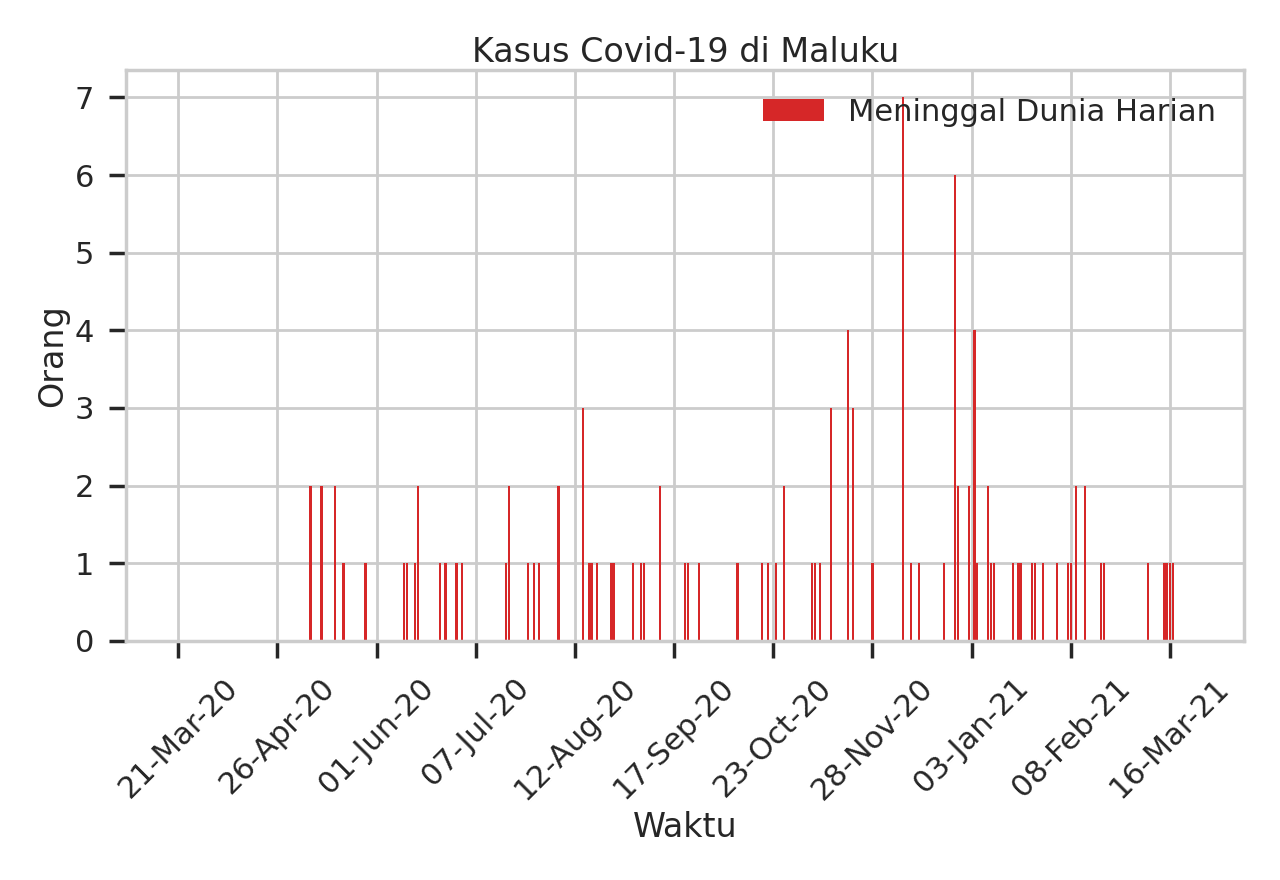 Kasus Covid-19 di Maluku
Meninggal Dunia Harian
Orang
7
6
5
4
3
2
1
0
21-Mar-20
26-Apr-20
01-Jun-20
07-Jul-20
12-Aug-20
17-Sep-20
23-Oct-20
28-Nov-20
03-Jan-21
08-Feb-21
16-Mar-21
Waktu